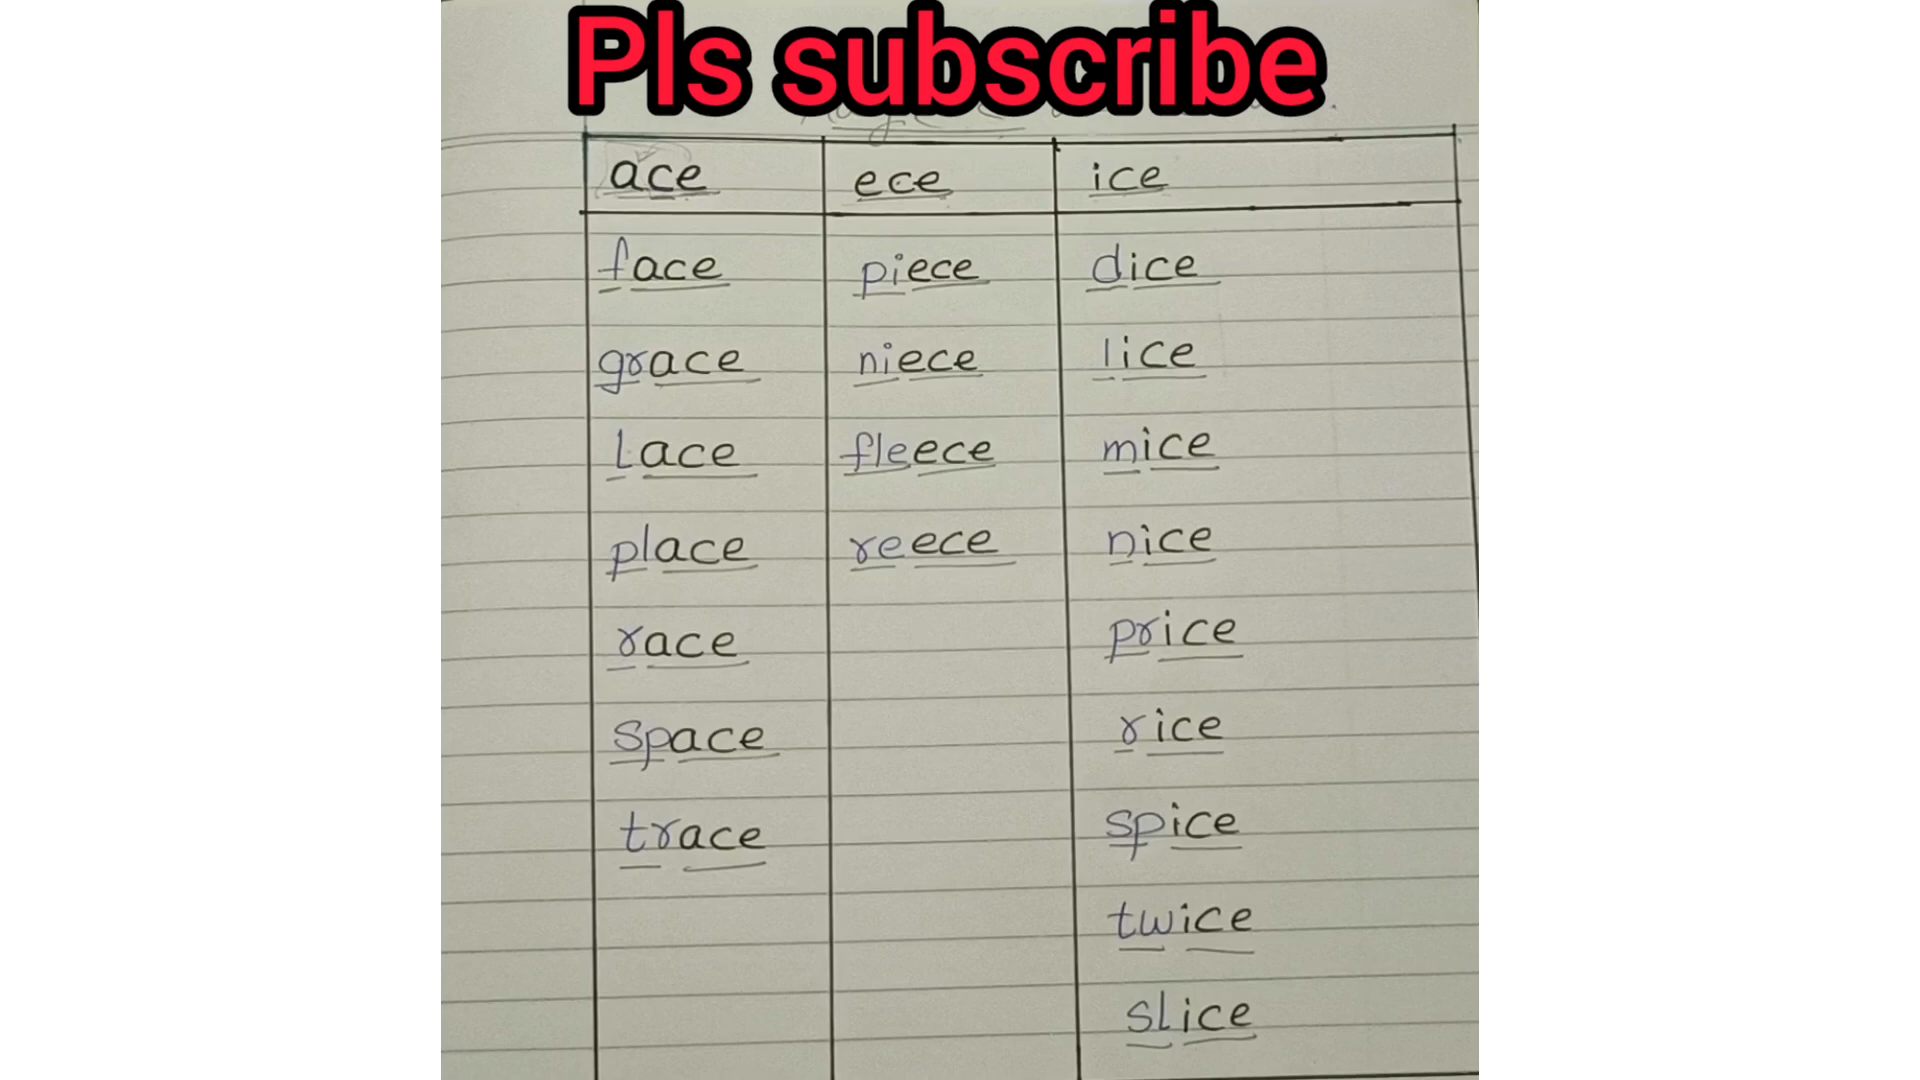 Pls subscribe
ace ece ice
face piece dice
grace niece lice
Lace fleece mice
place reece nice
race price
space rice
trace spice
twice
slice